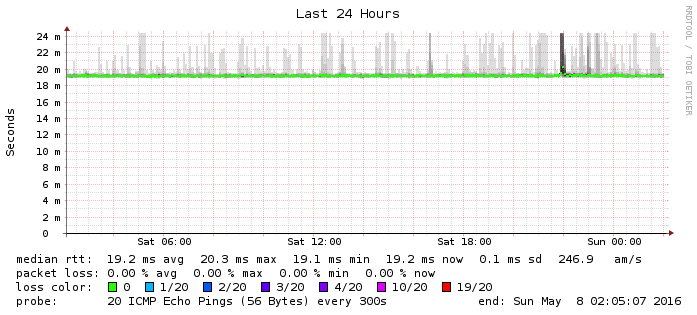 Last 24 Hours
RRDTOOL / TOBI OETIKER
Seconds
24 m
22 m
20 m
18 m
16 m
14 m
12 m
10 m
8 m
6 m
4 m
2 m
0
Sat 06:00 Sat 12:00 Sat 18:00 Sun 00:00
median rtt: 19.2 ms avg 20.3 ms max 19.1 ms min 19.2 ms now 0.1 ms sd 246.9 am/s
packet loss: 0.00 % avg 0.00 % max 0.00 % min 0.00 % now
loss color: 0 1/20 2/20 3/20 4/20 10/20 19/20
probe: 20 ICMP Echo Pings (56 Bytes) every 300s end: Sun May 8 02:05:07 2016